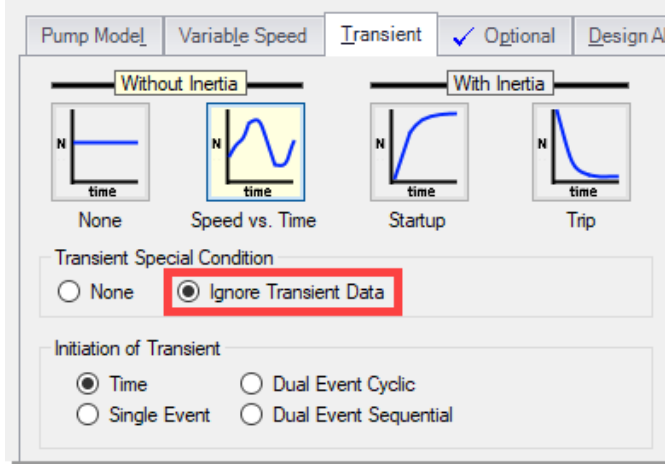 Pump Model Variable Speed Transient Optional Design Al
Without Inertia With Inertia
N N N N
time time time time
None Speed vs. Time Startup Trip
Transient Special Condition
None Ignore Transient Data
Initiation of Transient
Time Dual Event Cyclic
Single Event Dual Event Sequential